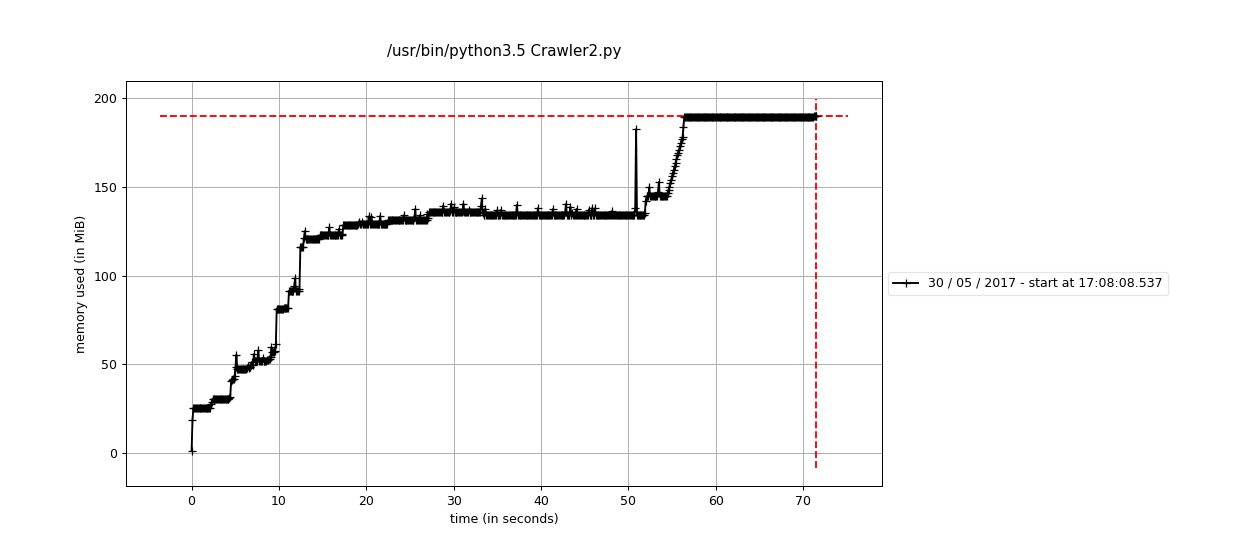 /usr/bin/python3.5 Crawler2.py
200
150
100
50
0
memory used (in MiB)
0 10 20 30 40 50 60 70
time (in seconds)
30 / 05 / 2017 - start at 17:08:08.537